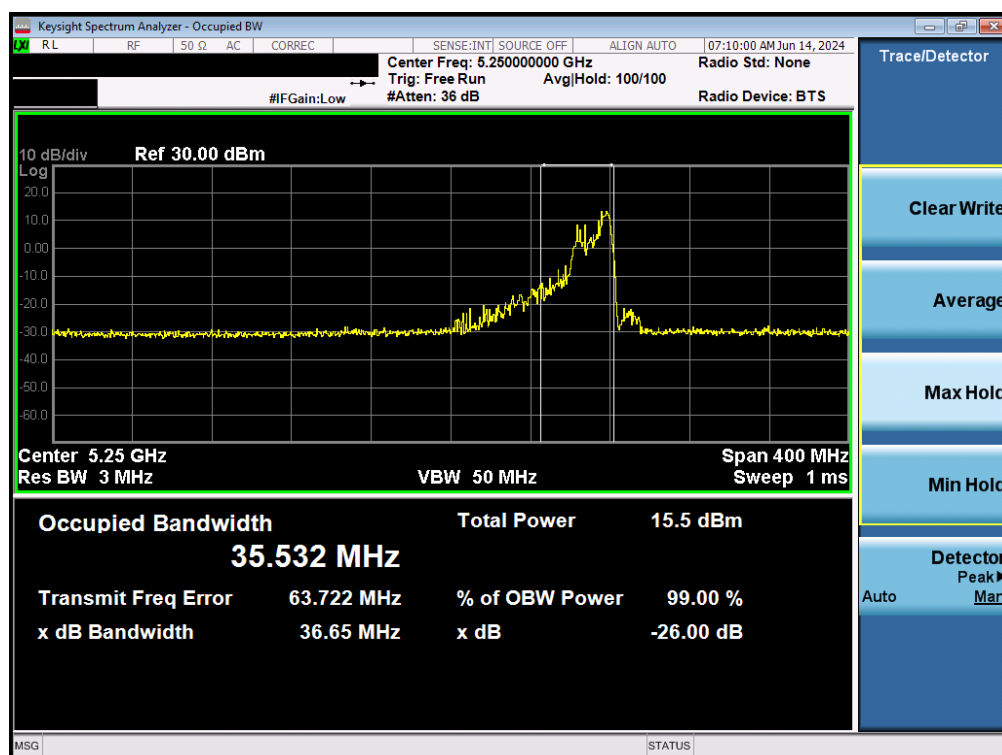 Keysight Spectrum Analyzer - Occupied BW
LXI RL RF 50 Ω AC CORREC SENSE:INT SOURCE OFF ALIGN AUTO 07:10:00 AM Jun 14, 2024
Center Freq: 5.250000000 GHz Radio Std: None
Trig: Free Run Avg|Hold: 100/100
#IFGain:Low #Atten: 36 dB Radio Device: BTS
Trace/Detector
10 dB/div Ref 30.00 dBm
Log
20.0
10.0
0.00
-10.0
-20.0
-30.0
-40.0
-50.0
-60.0
Center 5.25 GHz Span 400 MHz
Res BW 3 MHz VBW 50 MHz Sweep 1 ms
Occupied Bandwidth Total Power 15.5 dBm
35.532 MHz
Transmit Freq Error 63.722 MHz % of OBW Power 99.00 %
x dB Bandwidth 36.65 MHz x dB -26.00 dB
Clear Write
Average
Max Hold
Min Hold
Detector
Peak▶
Auto Man
MSG STATUS